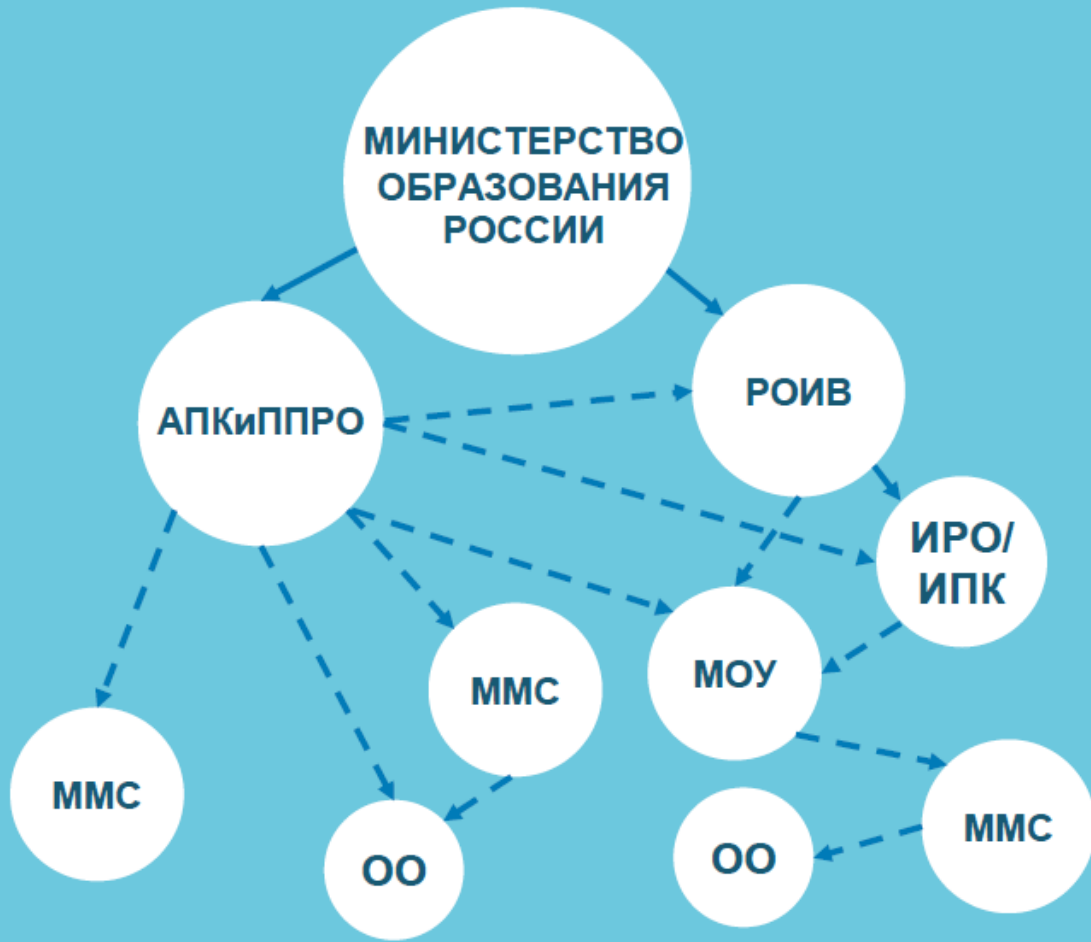 МИНИСТЕРСТВО
ОБРАЗОВАНИЯ
РОССИИ
АПКиППРО
РОИВ
ИРО/
ИПК
ММС
МОУ
ММС
ОО
ОО
ММС